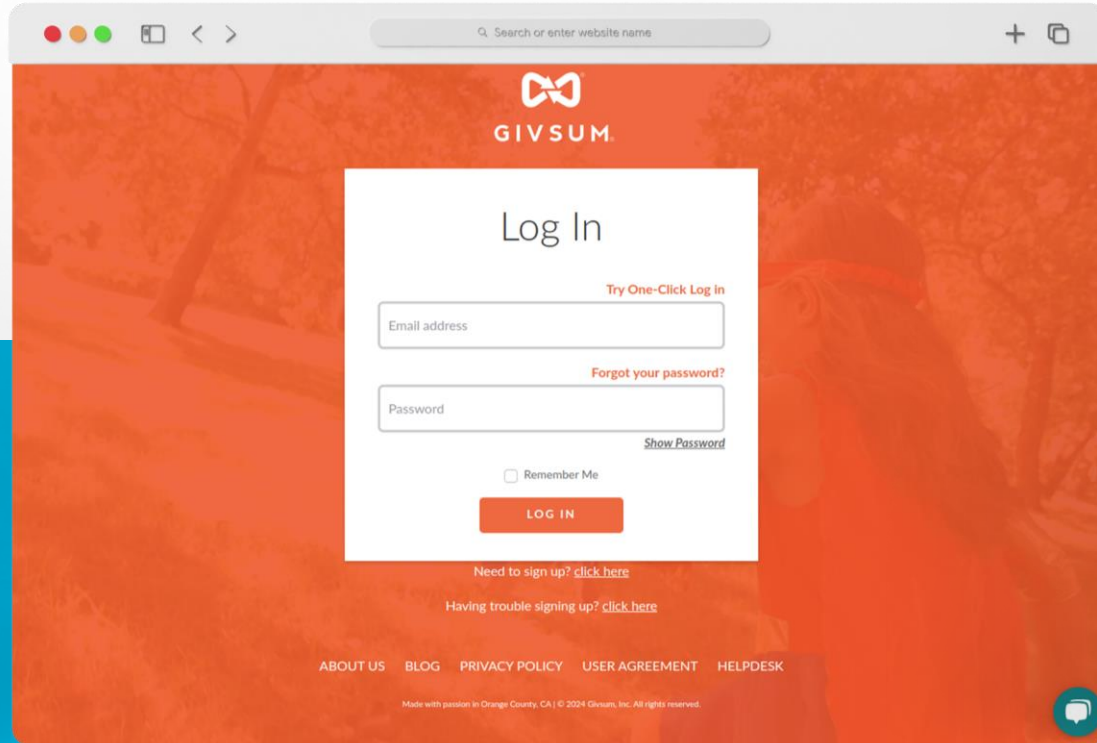 Search or enter website name
GIVSUM.
Log In
Try One-Click Log in
Email address
Forgot your password?
Password
Show Password
Remember Me
LOG IN
Need to sign up? click here
Having trouble signing up? click here
ABOUT US BLOG PRIVACY POLICY USER AGREEMENT HELPDESK
Made with passion in Orange County, CA | © 2024 Givsum, Inc. All rights reserved.